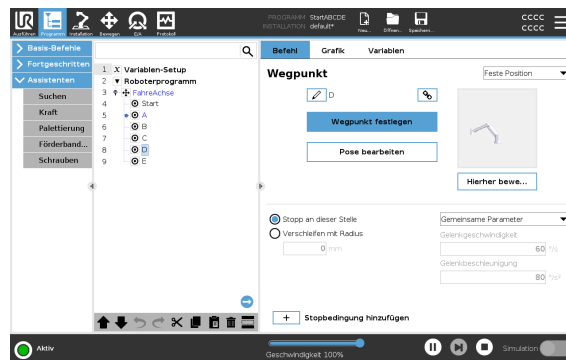 UR
PROGRAMM StartABCDE
INSTALLATION default*
CCCC
CCCC
Ausführen Programm Installation Bewegen E/A Protokoll
Neu... Öffnen... Speichern...
Basis-Befehle
Fortgeschritten
Assistenten
Suchen
Kraft
Palettierung
Förderband...
Schrauben
1 X Variablen-Setup
2 Roboterprogramm
3 FahreAchse
4 Start
5 A
6 B
7 C
8 D
9 E
Befehl Grafik Variablen
Wegpunkt
Feste Position
D
Wegpunkt festlegen
Pose bearbeiten
Hierher bewe...
Stopp an dieser Stelle
Gemeinsame Parameter
Verschleifen mit Radius
Gelenkgeschwindigkeit
0 mm
60 °/s
Gelenkbeschleunigung
80 °/s²
+ Stopbedingung hinzufügen
Aktiv
Geschwindigkeit 100%
Simulation